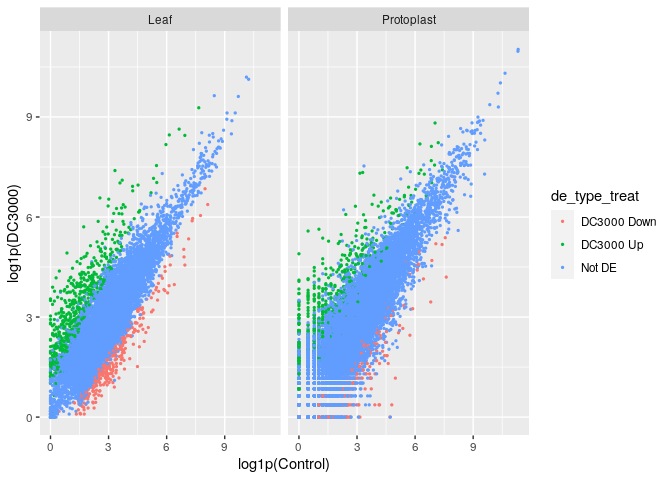 Leaf
Protoplast
log1p(DC3000)
9
6
3
0
0
3
6
9
0
3
6
9
log1p(Control)
de_type_treat
DC3000 Down
DC3000 Up
Not DE